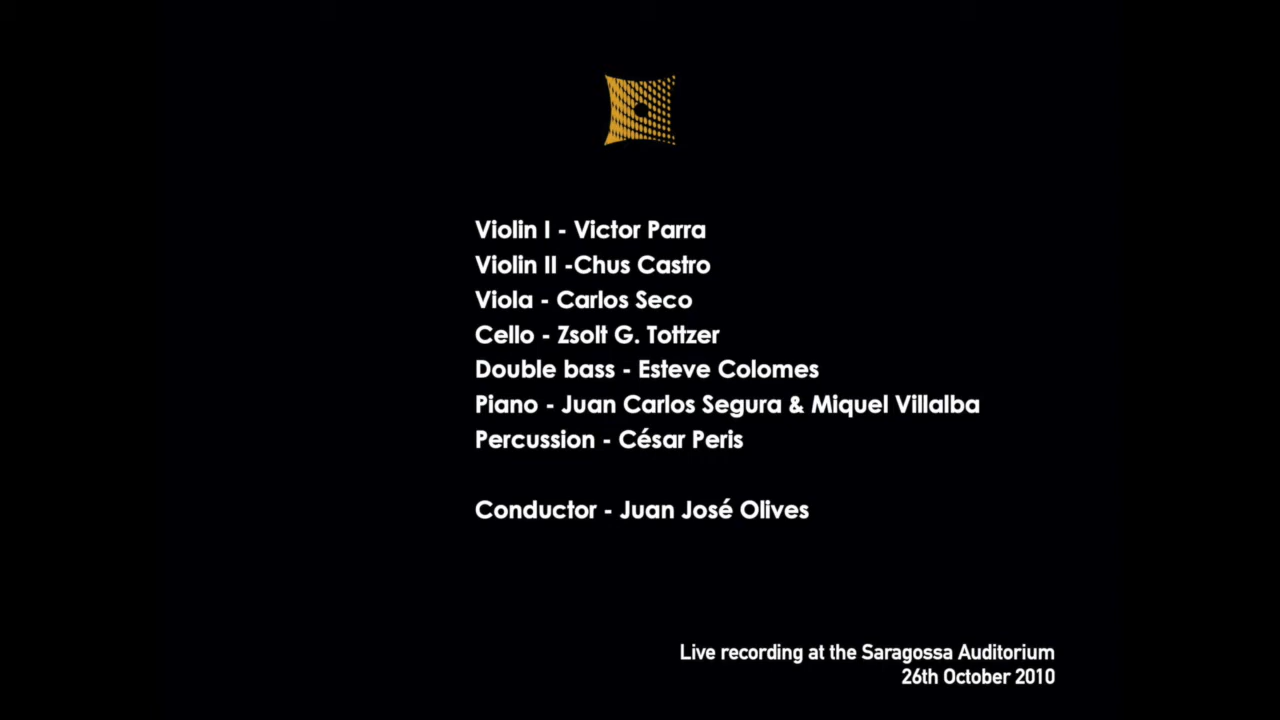 Violin I - Victor Parra
Violin II -Chus Castro
Viola - Carlos Seco
Cello - Zsolt G. Tottzer
Double bass - Esteve Colomes
Piano - Juan Carlos Segura & Miquel Villalba
Percussion - César Peris
Conductor - Juan José Olives
Live recording at the Saragossa Auditorium
26th October 2010